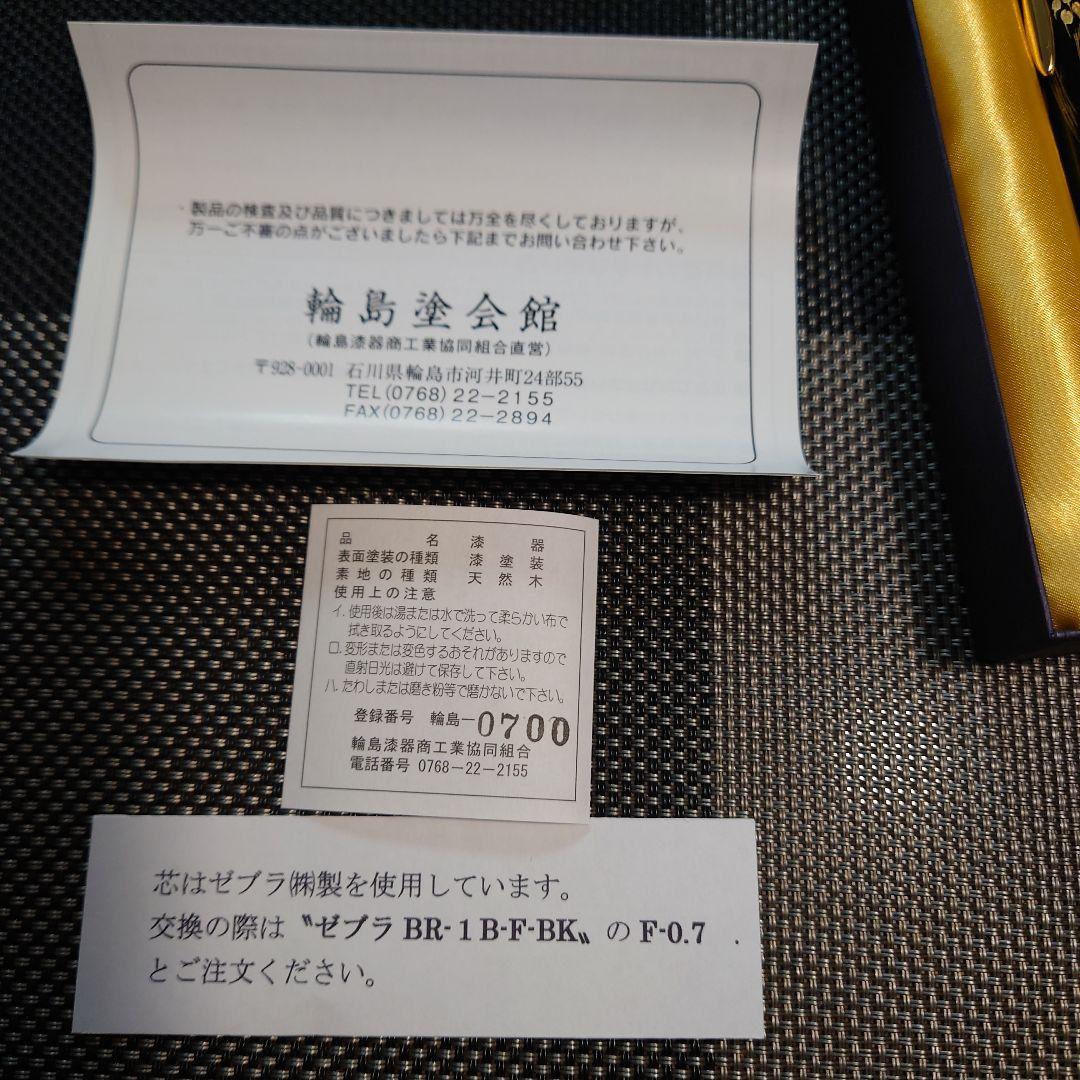 製品の検査及び品質につきましては万全を尽くしておりますが、
万一ご不審の点がございましたら下記までお問い合わせ下さい。
輪島塗会館
(輪島漆器商工業協同組合直営)
〒928-0001 石川県輪島市河井町24部55
TEL(0768)22-2155
FAX(0768)22-2894
品名 漆器
表面塗装の種類 漆塗装
素地の種類 天然木
使用上の注意
イ. 使用後は湯または水で洗って柔らかい布で
拭き取るようにしてください。
ロ. 変形または変色するおそれがありますので
直射日光は避けて保存して下さい。
ハ. たわしまたは磨き粉等で磨かないで下さい。
登録番号 輪島-0700
輪島漆器商工業協同組合
電話番号 0768-22-2155
芯はゼブラ㈱製を使用しています。
交換の際は〝ゼブラ BR-1B-F-BK〟の F-0.7
とご注文ください。